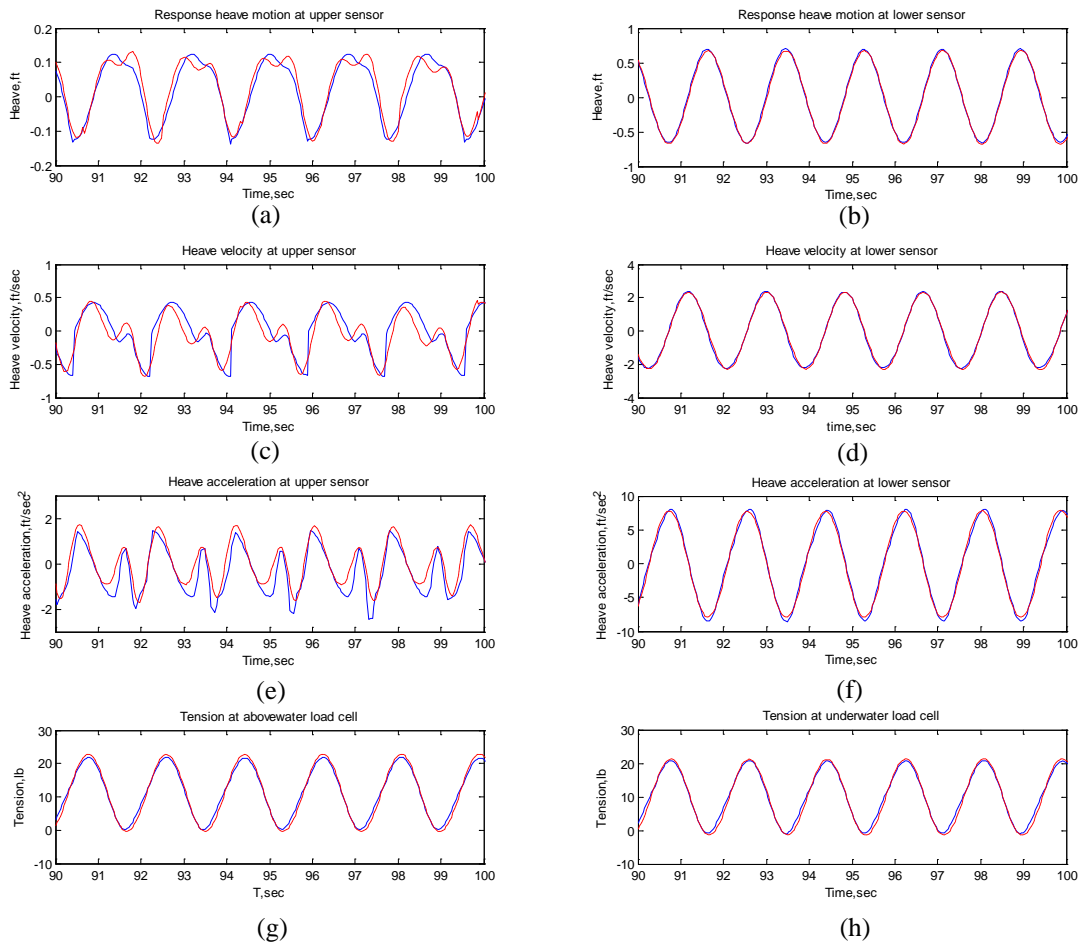 Response heave motion at upper sensor
0.2
0.1
0
-0.1
0.2
Heave,ft
90 91 92 93 94 95 96 97 98 99 100
Time,sec
(a)
Response heave motion at lower sensor
1
0.5
0
-0.5
-1
Heave,ft
90 91 92 93 94 95 96 97 98 99 100
Time,sec
(b)
Heave velocity at upper sensor
1
0.5
0
-0.5
-1
Heave velocity,ft/sec
90 91 92 93 94 95 96 97 98 99 100
Time,sec
(c)
Heave velocity at lower sensor
4
2
0
-2
-4
Heave velocity,ft/sec
90 91 92 93 94 95 96 97 98 99 100
time,sec
(d)
Heave acceleration at upper sensor
2
0
-2
Heave acceleration,ft/sec²
90 91 92 93 94 95 96 97 98 99 100
Time,sec
(e)
Heave acceleration at lower sensor
10
5
0
-5
-10
Heave acceleration,ft/sec²
90 91 92 93 94 95 96 97 98 99 100
Time,sec
(f)
Tension at abovewater load cell
30
20
10
0
-10
Tension,lb
90 91 92 93 94 95 96 97 98 99 100
T,sec
(g)
Tension at underwater load cell
30
20
10
0
-10
Tension,lb
90 91 92 93 94 95 96 97 98 99 100
Time,sec
(h)